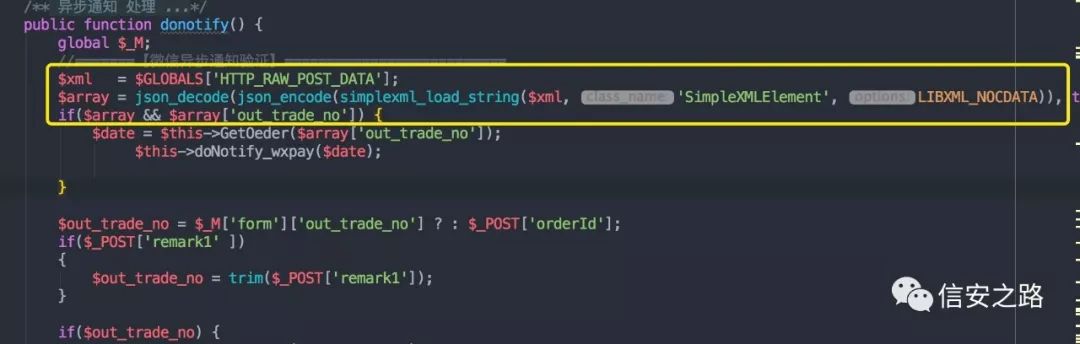 /** 异步通知 处理 ...*/
public function donotify() {
global $_M;
//========【微信异步通知验证】===========================
$xml = $GLOBALS['HTTP_RAW_POST_DATA'];
$array = json_decode(json_encode(simplexml_load_string($xml, class_name: 'SimpleXMLElement', options: LIBXML_NOCDATA)), t
if($array && $array['out_trade_no']) {
$date = $this->GetOeder($array['out_trade_no']);
$this->doNotify_wxpay($date);
}
$out_trade_no = $_M['form']['out_trade_no'] ? : $_POST['orderId'];
if($_POST['remark1' ])
{
$out_trade_no = trim($_POST['remark1']);
}
if($out_trade_no) {
信安之路